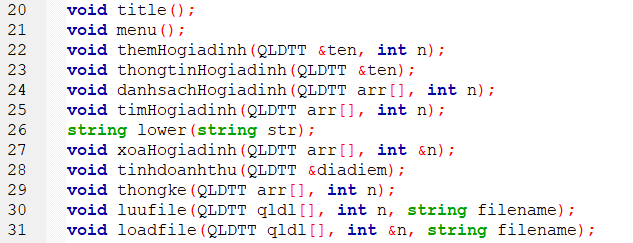 20 void title();
21 void menu();
22 void themHogiadinh(QLDTT &ten, int n);
23 void thongtinHogiadinh(QLDTT &ten);
24 void danhsachHogiadinh(QLDTT arr[], int n);
25 void timHogiadinh(QLDTT arr[], int n);
26 string lower(string str);
27 void xoaHogiadinh(QLDTT arr[], int &n);
28 void tinhdoanhthu(QLDTT &diadiem);
29 void thongke(QLDTT arr[], int n);
30 void luufile(QLDTT qldl[], int n, string filename);
31 void loadfile(QLDTT qldl[], int &n, string filename);